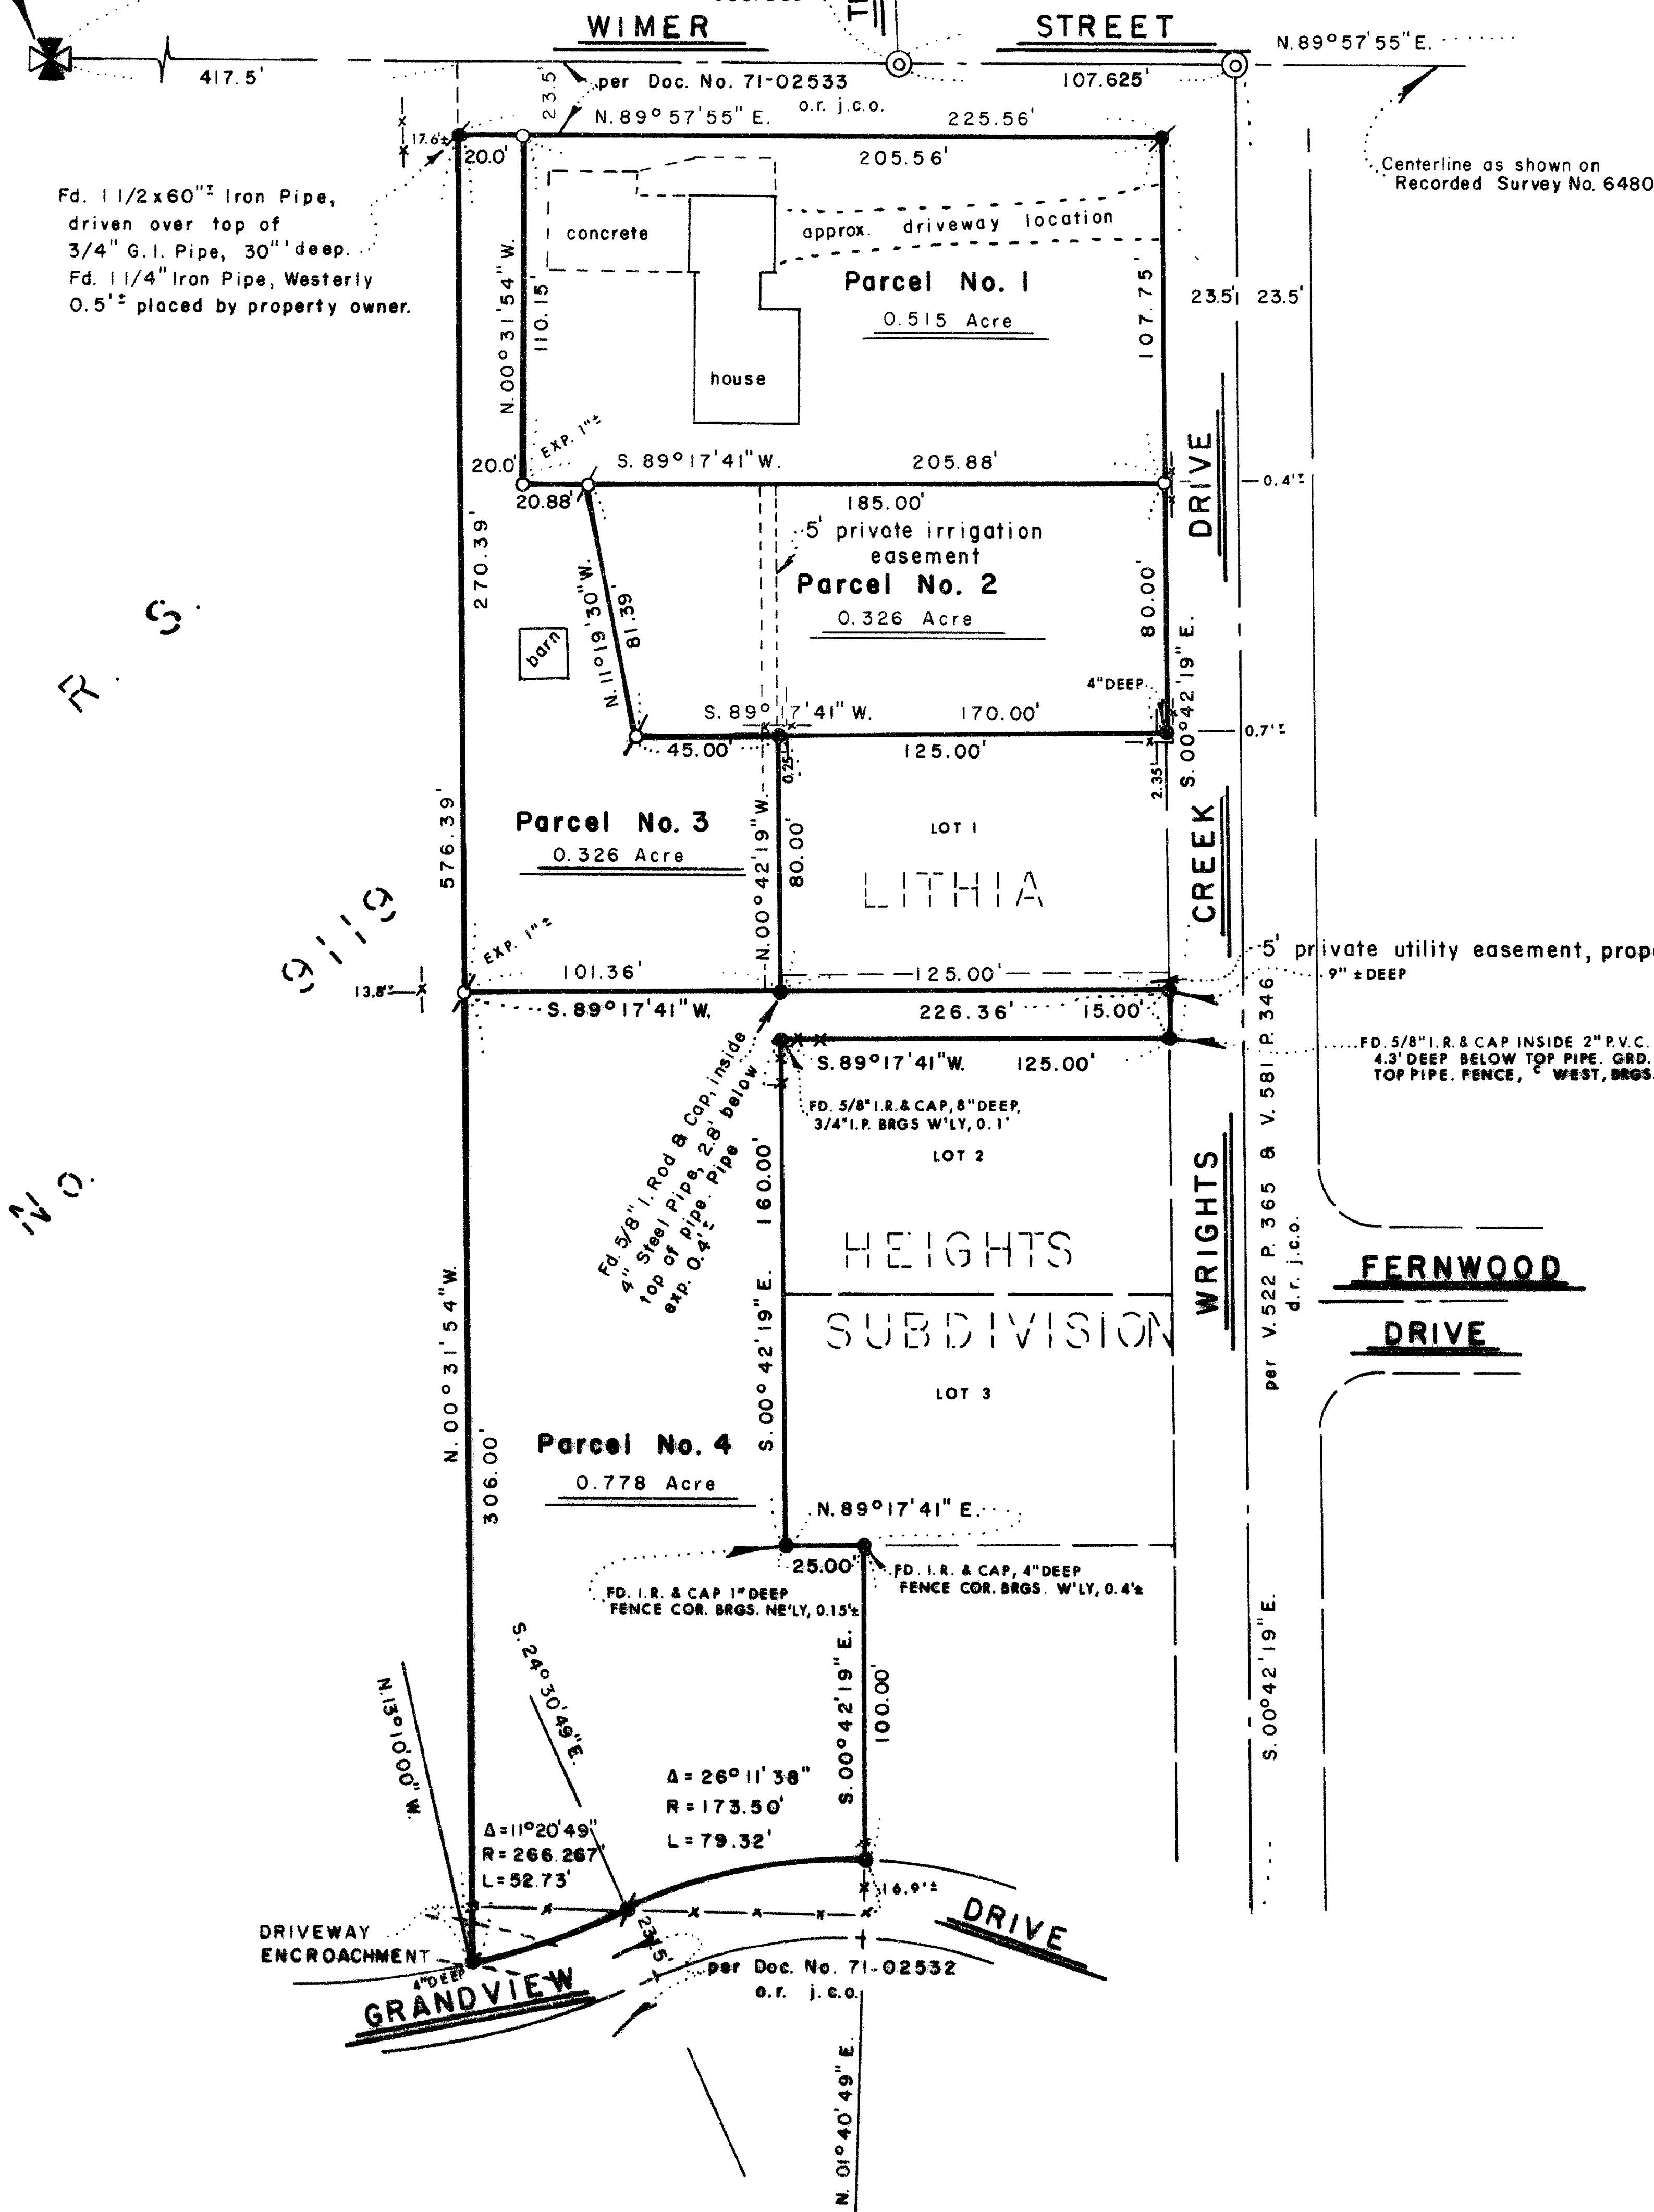 WIMER STREET
N. 89° 57' 55" E.
417.5'
23.5'
per Doc. No. 71-02533
o.r. j.c.o.
107.625'
N. 89° 57' 55" E.
225.56'
17.6'±
20.0'
205.56'
Centerline as shown on
Recorded Survey No. 6480
Fd. 1 1/2 x 60"± Iron Pipe,
driven over top of
3/4" G.I. Pipe, 30" deep.
Fd. 1 1/4" Iron Pipe, Westerly
0.5'± placed by property owner.
concrete
approx. driveway location
N. 00° 31' 54" W.
110.15'
Parcel No. 1
0.515 Acre
107.75'
23.5' 23.5'
house
EXP. 1"±
20.0'
S. 89° 17' 41" W.
205.88'
0.4'±
20.88'
185.00'
5' private irrigation
easement
270.39'
N. 11° 19' 30" W.
81.39'
Parcel No. 2
0.326 Acre
80.00'
barn
4" DEEP
S. 00° 42' 19" E.
S. 89° 7' 41" W.
170.00'
0.7'±
45.00'
0.25'
125.00'
2.35'
R. S.
No. 9119
576.39'
Parcel No. 3
0.326 Acre
N. 00° 42' 19" W.
80.00'
LOT 1
LITHIA
WRIGHTS CREEK DRIVE
EXP. 1"±
5' private utility easement, prop
9" ± DEEP
13.8'±
101.36'
125.00'
S. 89° 17' 41" W.
226.36'
15.00'
S. 89° 17' 41" W.
125.00'
FD. 5/8" I.R. & CAP INSIDE 2" P.V.C.
4.3' DEEP BELOW TOP PIPE. GRD.
TOP PIPE. FENCE, C WEST, BRGS.
Fd. 5/8" I. Rod & Cap, inside
4" Steel Pipe, 2.8' below
top of pipe. Pipe
exp. 0.4'±
FD. 5/8" I.R. & CAP, 8" DEEP,
3/4" I.P. BRGS W'LY, 0.1'
LOT 2
160.00'
S. 00° 42' 19" E.
HEIGHTS
SUBDIVISION
per V. 522 P. 365 & V. 581 P. 346
d. r. j.c.o.
FERNWOOD
DRIVE
LOT 3
N. 00° 31' 54" W.
306.00'
Parcel No. 4
0.778 Acre
N. 89° 17' 41" E.
25.00'
FD. I.R. & CAP 1" DEEP
FENCE COR. BRGS. NE'LY, 0.15'±
FD. I.R. & CAP, 4" DEEP
FENCE COR. BRGS. W'LY, 0.4'±
S. 00° 42' 19" E.
100.00'
S. 00° 42' 19" E.
N. 13° 10' 00" W.
S. 24° 30' 49" E.
Δ = 26° 11' 38"
R = 173.50'
L = 79.32'
Δ = 11° 20' 49"
R = 266.267'
L = 52.73'
16.9'±
DRIVEWAY
ENCROACHMENT
4" DEEP
23.5'
GRANDVIEW DRIVE
per Doc. No. 71-02532
o.r. j.c.o.
N. 01° 40' 49" E.